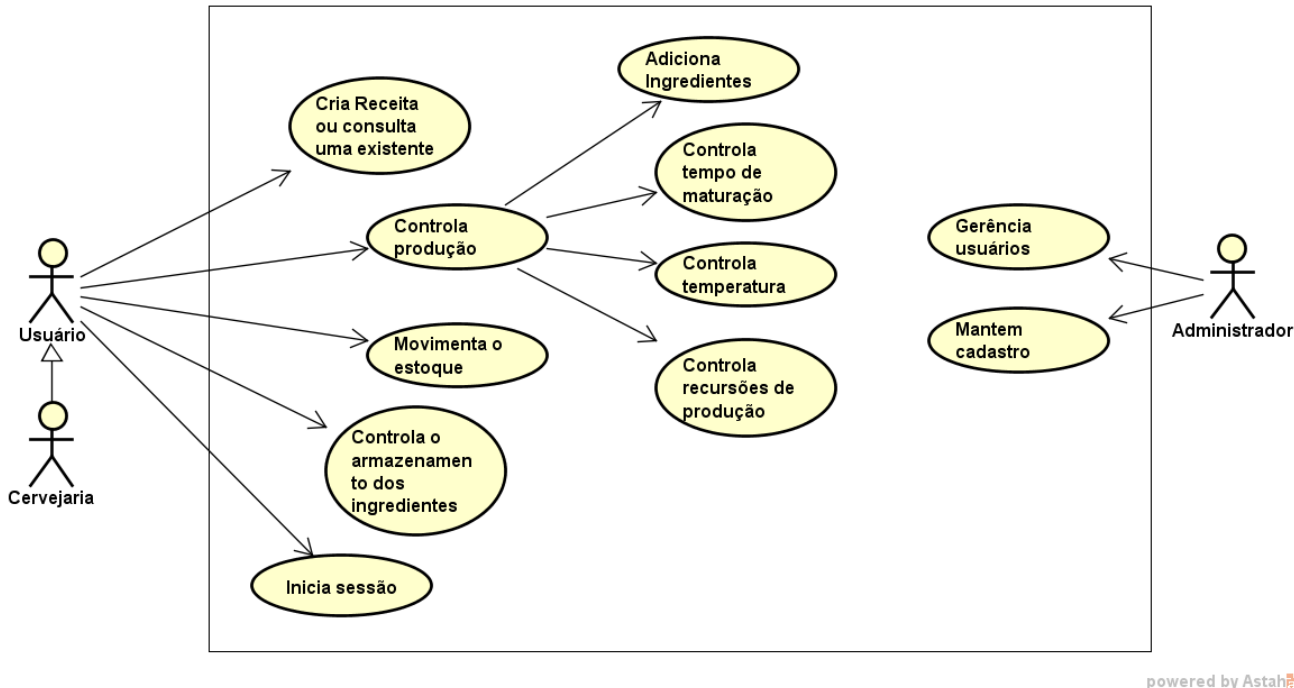 Adiciona
Ingredientes
Cria Receita
ou consulta
uma existente
Controla
tempo de
maturação
Controla
produção
Gerência
usuários
Controla
temperatura
Usuário
Administrador
Movimenta o
estoque
Mantem
cadastro
Controla
recursões de
produção
Controla o
armazenamen
to dos
ingredientes
Cervejaria
Inicia sessão
powered by Astah